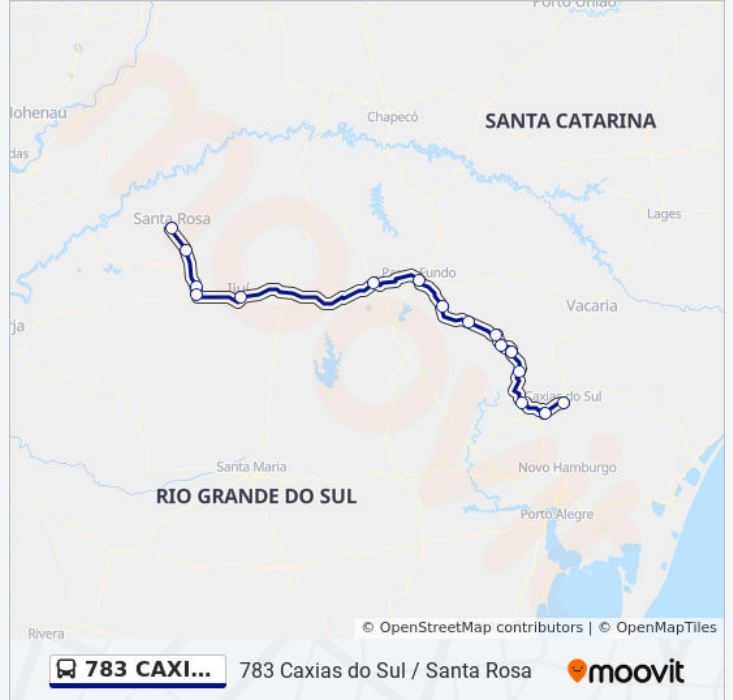 Porto União
Hohenau
Chapecó
SANTA CATARINA
das
Santa Rosa
Lages
Ijuí
Passo Fundo
Vacaria
ja
Caxias do Sul
Santa Maria
Novo Hamburgo
RIO GRANDE DO SUL
Porto Alegre
Rivera
© OpenStreetMap contributors | © OpenMapTiles
783 CAXI... 783 Caxias do Sul / Santa Rosa moovit